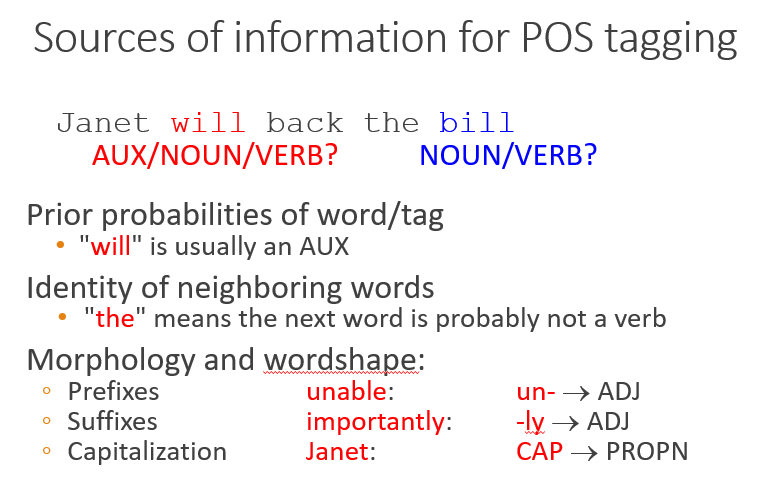 Sources of information for POS tagging
Janet will back the bill
AUX/NOUN/VERB? NOUN/VERB?
Prior probabilities of word/tag
• "will" is usually an AUX
Identity of neighboring words
• "the" means the next word is probably not a verb
Morphology and wordshape:
◦ Prefixes unable: un- → ADJ
◦ Suffixes importantly: -ly → ADJ
◦ Capitalization Janet: CAP → PROPN